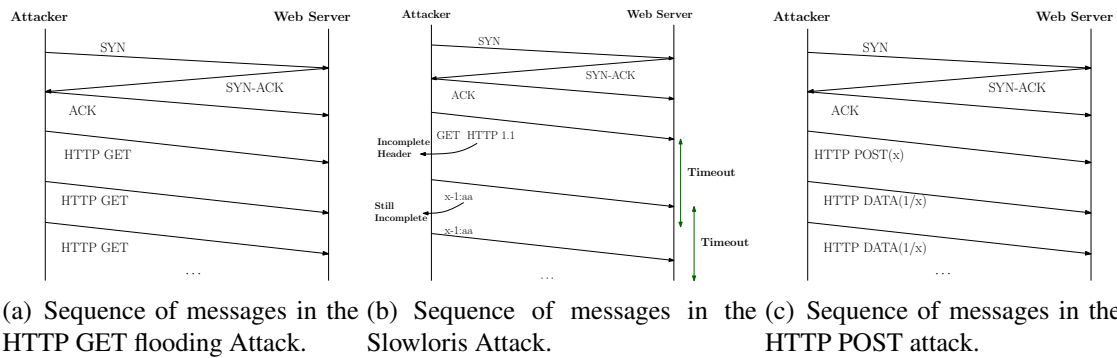 Attacker Web Server
SYN
SYN-ACK
ACK
HTTP GET
HTTP GET
HTTP GET
...
(a) Sequence of messages in the
HTTP GET flooding Attack.
Attacker Web Server
SYN
SYN-ACK
ACK
GET HTTP 1.1
Incomplete
Header
Timeout
x-1:aa
Still
Incomplete
x-1:aa
Timeout
...
(b) Sequence of messages in the
Slowloris Attack.
Attacker Web Server
SYN
SYN-ACK
ACK
HTTP POST(x)
HTTP DATA(1/x)
HTTP DATA(1/x)
...
(c) Sequence of messages in the
HTTP POST attack.